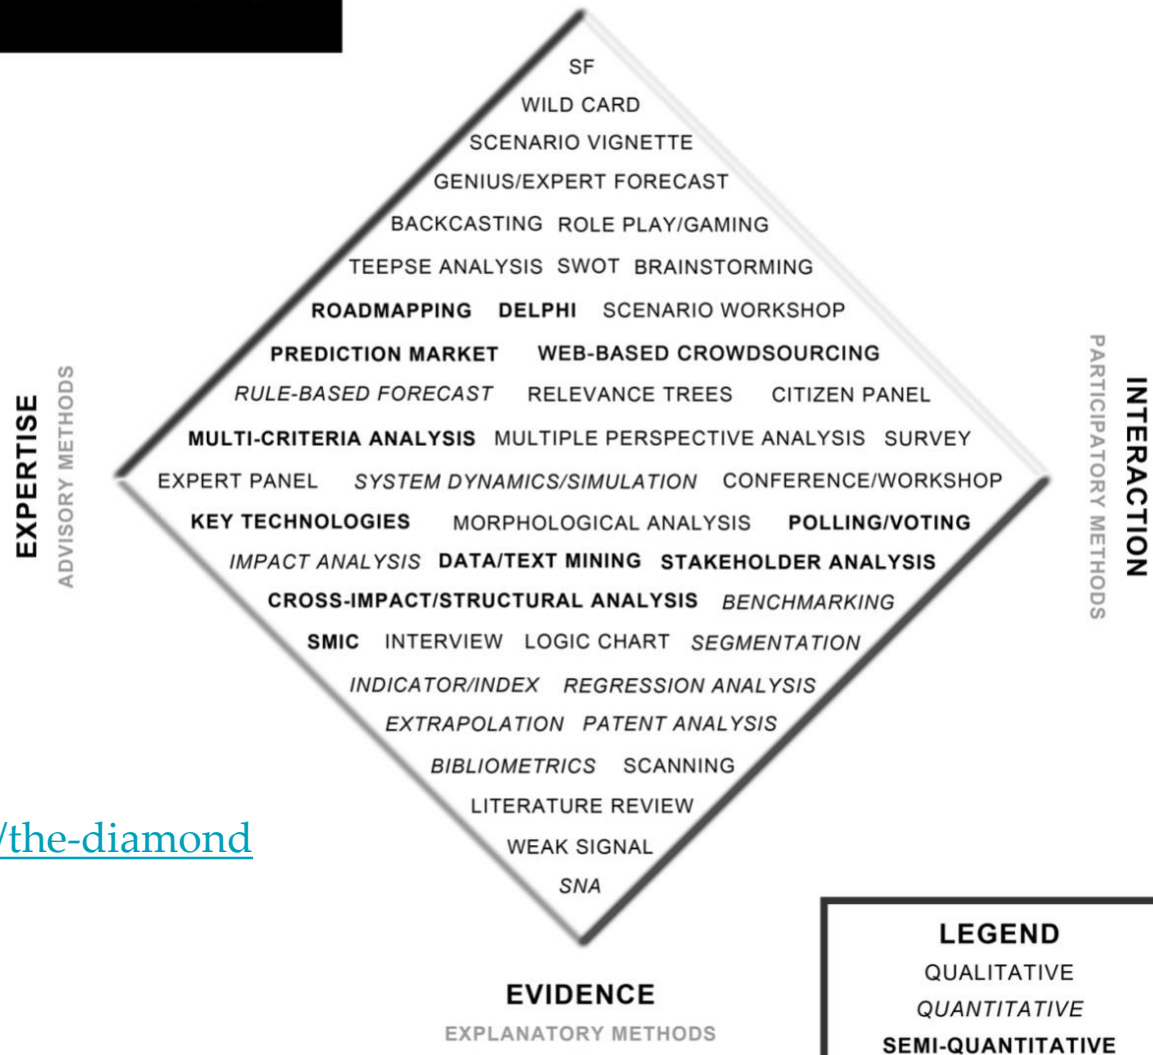 SF
WILD CARD
SCENARIO VIGNETTE
GENIUS/EXPERT FORECAST
BACKCASTING ROLE PLAY/GAMING
TEEPSE ANALYSIS SWOT BRAINSTORMING
ROADMAPPING DELPHI SCENARIO WORKSHOP
PREDICTION MARKET WEB-BASED CROWDSOURCING
RULE-BASED FORECAST RELEVANCE TREES CITIZEN PANEL
MULTI-CRITERIA ANALYSIS MULTIPLE PERSPECTIVE ANALYSIS SURVEY
EXPERT PANEL SYSTEM DYNAMICS/SIMULATION CONFERENCE/WORKSHOP
KEY TECHNOLOGIES MORPHOLOGICAL ANALYSIS POLLING/VOTING
IMPACT ANALYSIS DATA/TEXT MINING STAKEHOLDER ANALYSIS
CROSS-IMPACT/STRUCTURAL ANALYSIS BENCHMARKING
SMIC INTERVIEW LOGIC CHART SEGMENTATION
INDICATOR/INDEX REGRESSION ANALYSIS
EXTRAPOLATION PATENT ANALYSIS
BIBLIOMETRICS SCANNING
LITERATURE REVIEW
WEAK SIGNAL
SNA
EXPERTISE
ADVISORY METHODS
INTERACTION
PARTICIPATORY METHODS
/the-diamond
EVIDENCE
EXPLANATORY METHODS
LEGEND
QUALITATIVE
QUANTITATIVE
SEMI-QUANTITATIVE